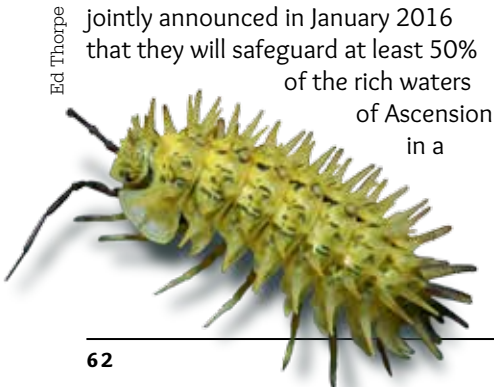 Ed Thorpe
jointly announced in January 2016
that they will safeguard at least 50%
of the rich waters
of Ascension
in a
62